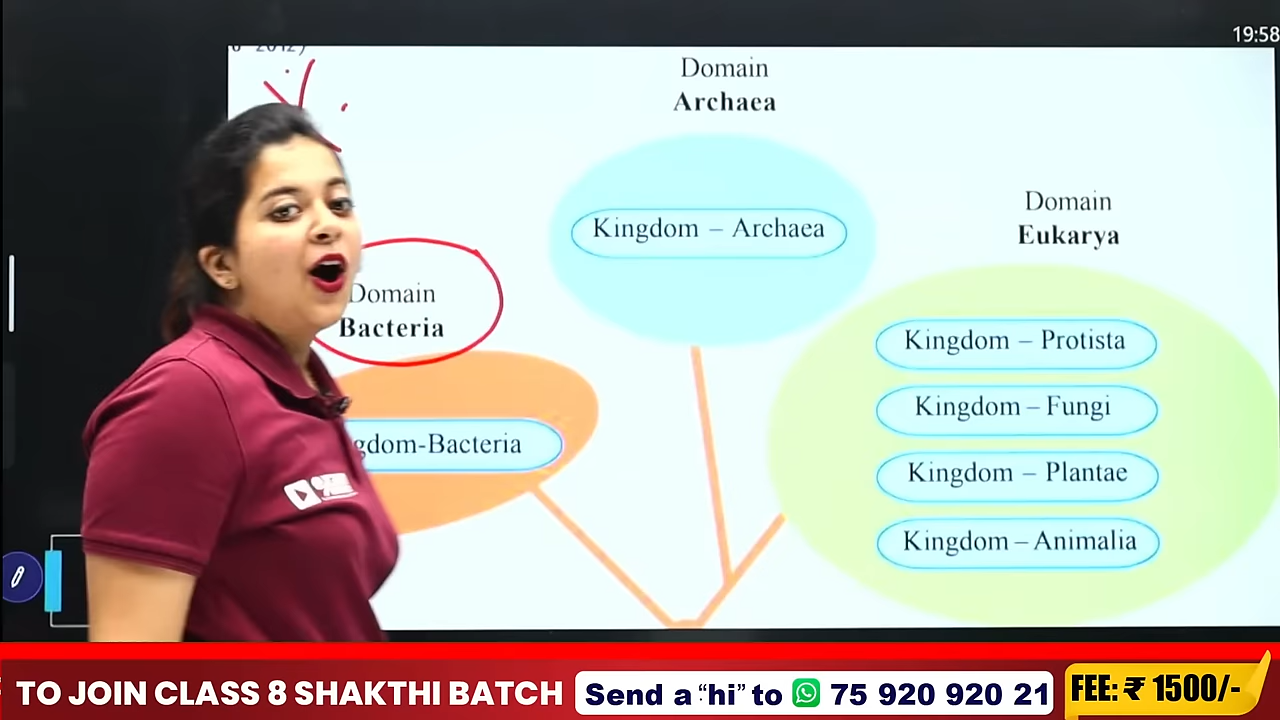 19:58
2012)
Domain
Archaea
Kingdom – Archaea
Domain
Eukarya
Domain
Bacteria
Kingdom – Protista
Kingdom – Fungi
gdom-Bacteria
Kingdom – Plantae
Kingdom – Animalia
TO JOIN CLASS 8 SHAKTHI BATCH
Send a “hi” to 75 920 920 21
FEE: ₹ 1500/-